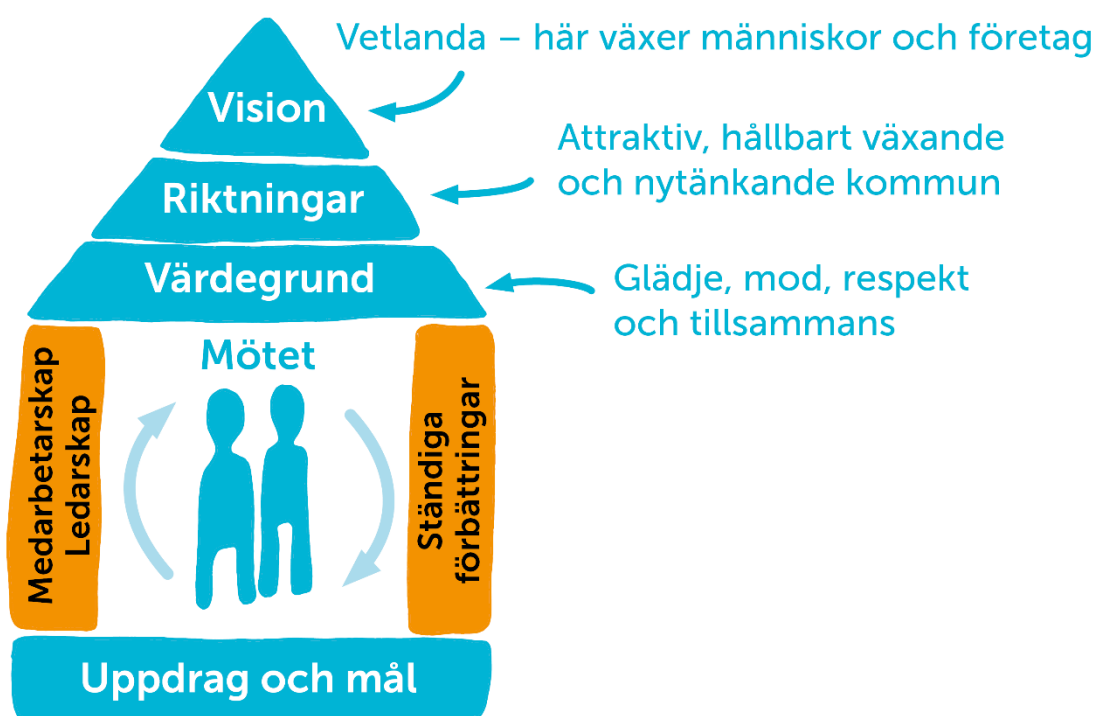 Vetlanda – här växer människor och företag
Vision
Attraktiv, hållbart växande
och nytänkande kommun
Riktningar
Värdegrund
Glädje, mod, respekt
och tillsammans
Mötet
Medarbetarskap
Ledarskap
Ständiga
förbättringar
Uppdrag och mål